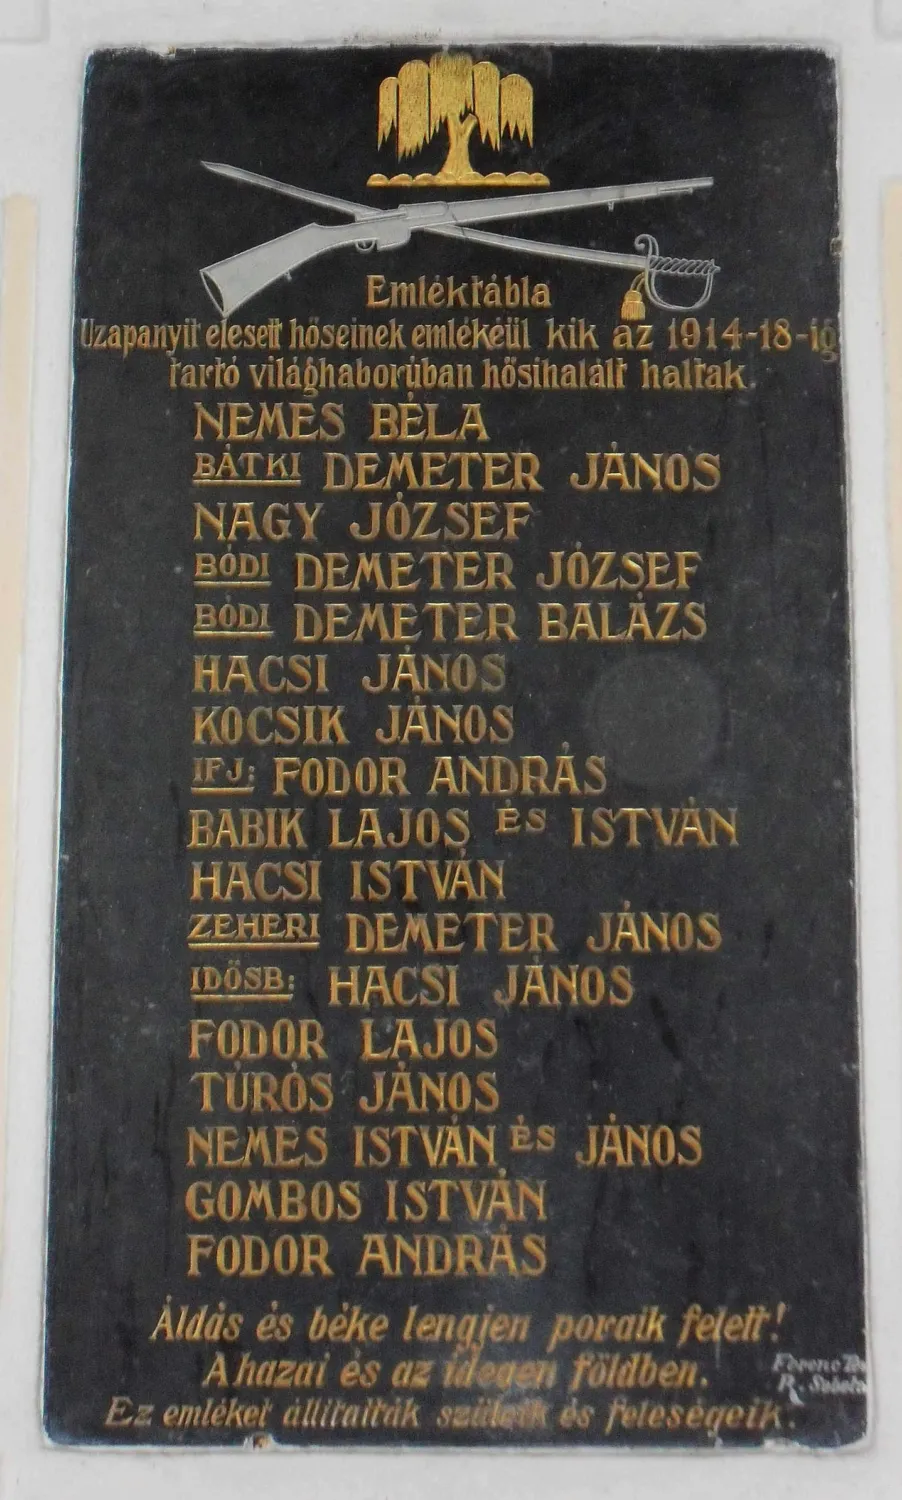 Emléktábla
Uzapanyit elesett hőseinek emlékéül kik az 1914-18-ig
tartó világháborúban hősihalált haltak.
NEMES BÉLA
BÁTKI DEMETER JÁNOS
NAGY JÓZSEF
BÓDI DEMETER JÓZSEF
BÓDI DEMETER BALÁZS
HACSI JÁNOS
KOCSIK JÁNOS
IFJ: FODOR ANDRÁS
BABIK LAJOS ÉS ISTVÁN
HACSI ISTVÁN
ZEHERI DEMETER JÁNOS
IDŐSB: HACSI JÁNOS
FODOR LAJOS
TÚRÓS JÁNOS
NEMES ISTVÁN ÉS JÁNOS
GOMBOS ISTVÁN
FODOR ANDRÁS
Áldás és béke lengjen poraik felett!
A hazai és az idegen földben.
Ez emléket állitatták szüleik és feleségeik.
Ferenc
R.